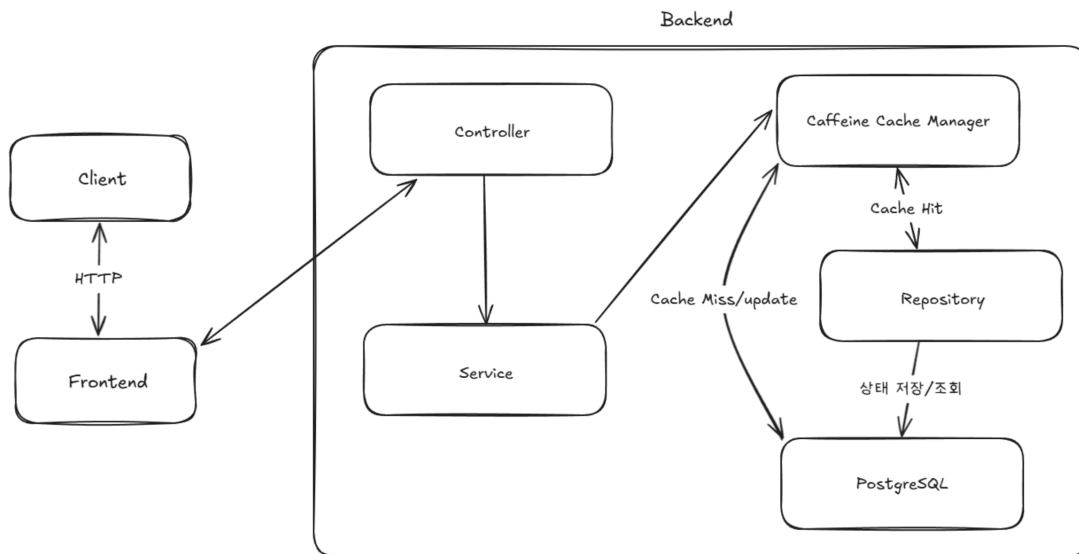 Backend
Controller
Caffeine Cache Manager
Client
Cache Hit
HTTP
Cache Miss/update
Repository
Frontend
Service
상태 저장/조회
PostgreSQL